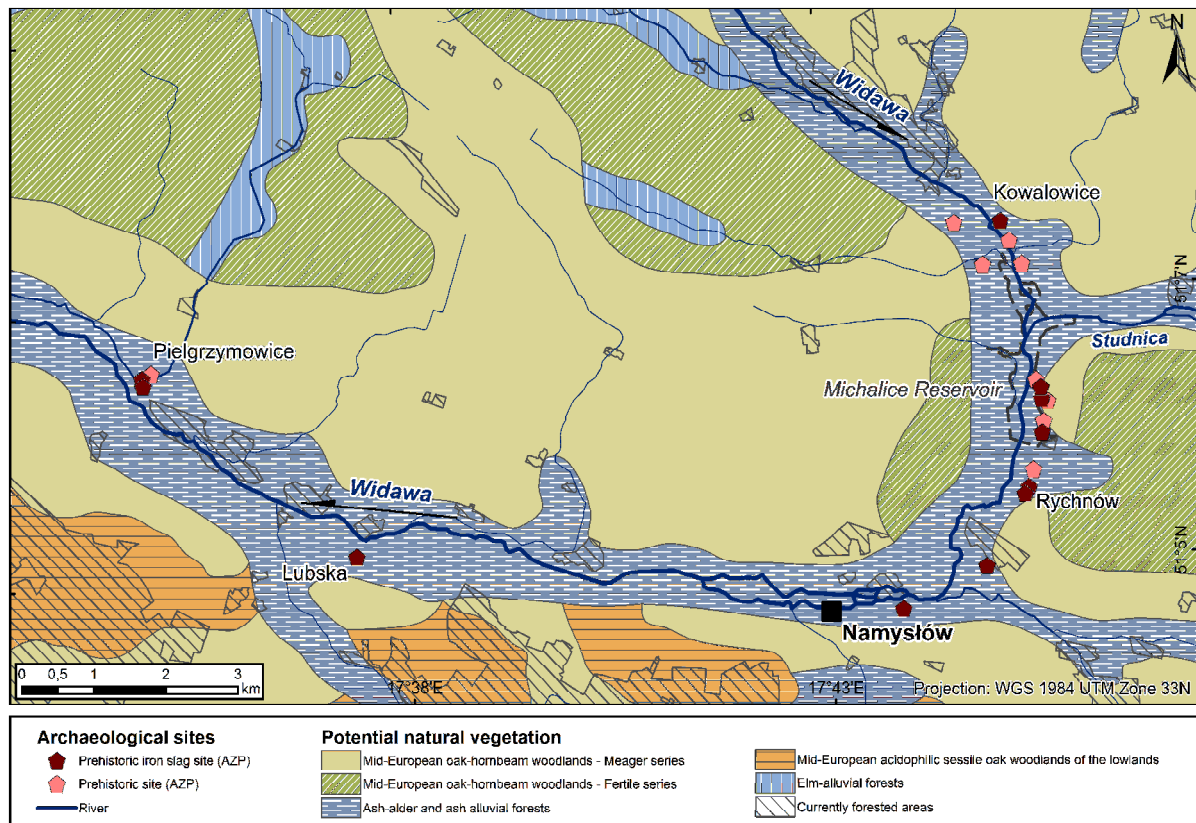 N
Widawa
Kowalowice
51°7'N
Pielgrzymowice
Studnica
Michalice Reservoir
Widawa
Rychnów
Lubska
51°5'N
Namysłów
0 0,5 1 2 3
km
17°38'E
17°43'E
Projection: WGS 1984 UTM Zone 33N
Archaeological sites
Prehistoric iron slag site (AZP)
Prehistoric site (AZP)
River
Potential natural vegetation
Mid-European oak-hornbeam woodlands - Meager series
Mid-European oak-hornbeam woodlands - Fertile series
Ash-alder and ash alluvial forests
Mid-European acidophilic sessile oak woodlands of the lowlands
Elm-alluvial forests
Currently forested areas